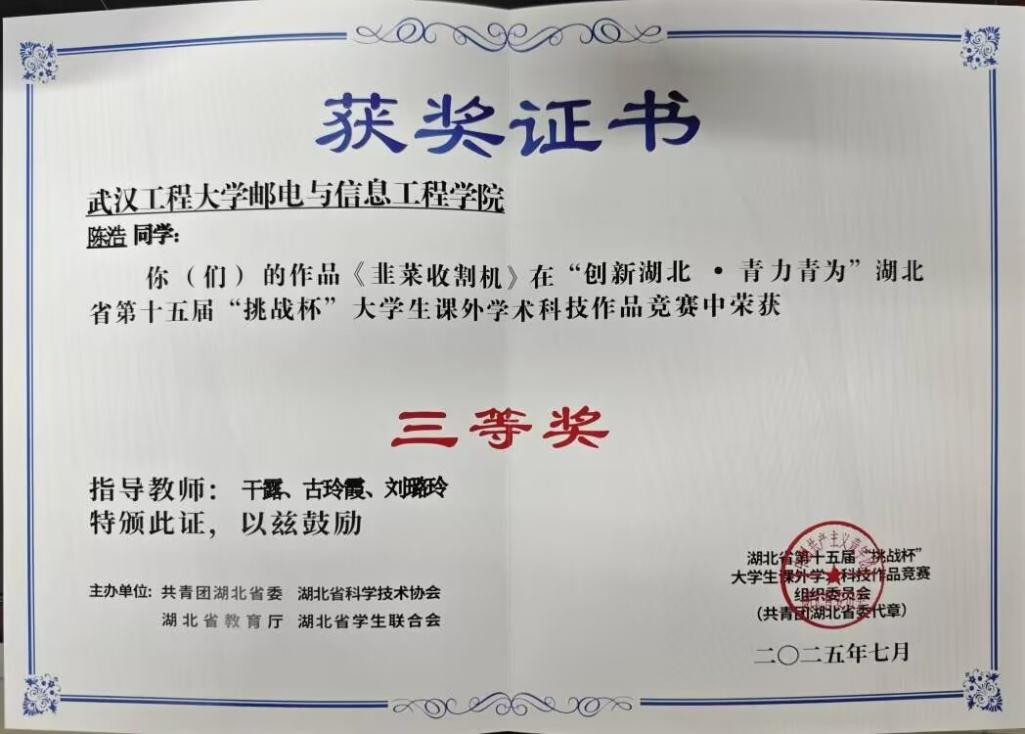 获奖证书
武汉工程大学邮电与信息工程学院
陈浩 同学：
你（们）的作品《韭菜收割机》在“创新湖北·青力青为”湖北
省第十五届“挑战杯”大学生课外学术科技作品竞赛中荣获
三等奖
指导教师： 干露、古玲霞、刘璐玲
特颁此证，以兹鼓励
主办单位: 共青团湖北省委 湖北省科学技术协会
湖北省教育厅 湖北省学生联合会
湖北省第十五届“挑战杯”
大学生课外学术科技作品竞赛
组织委员会
（共青团湖北省委代章）
二〇二五年七月